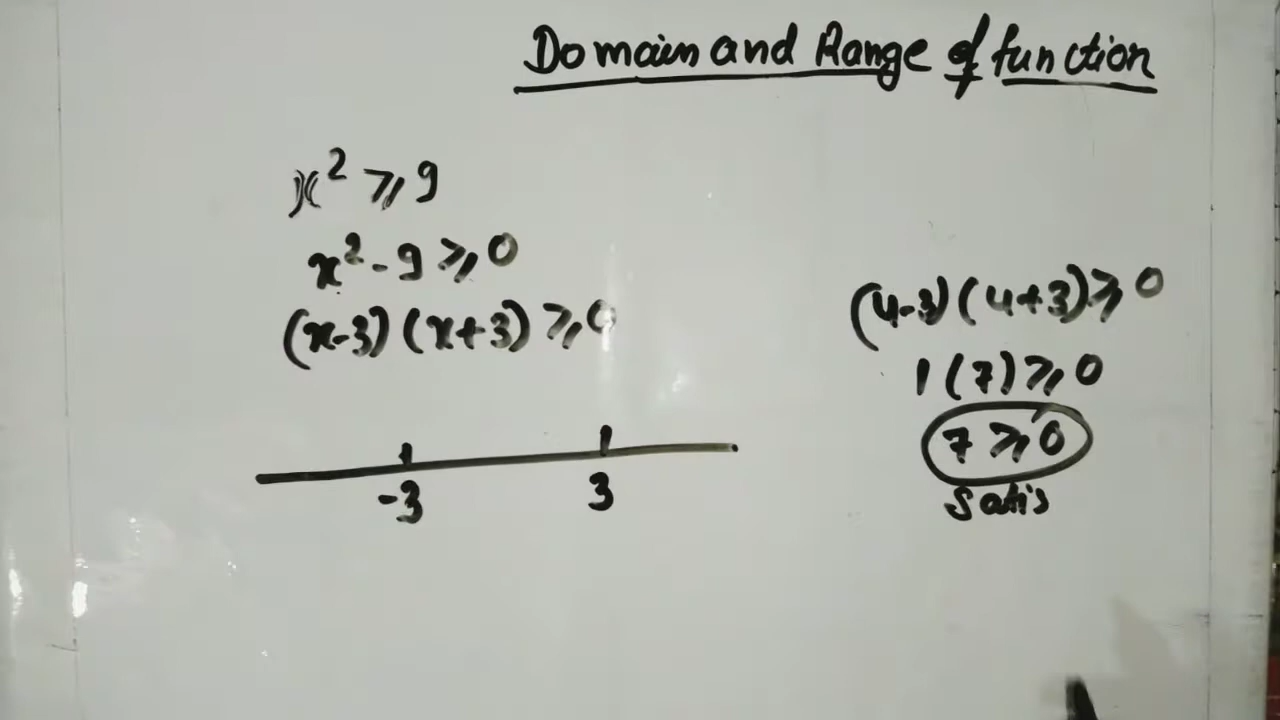 Domain and Range of function
x² ≥ 9
x² - 9 ≥ 0
(x-3) (x+3) ≥ 0
-3 3
(4-3) (4+3) ≥ 0
1 (7) ≥ 0
7 ≥ 0
Satis